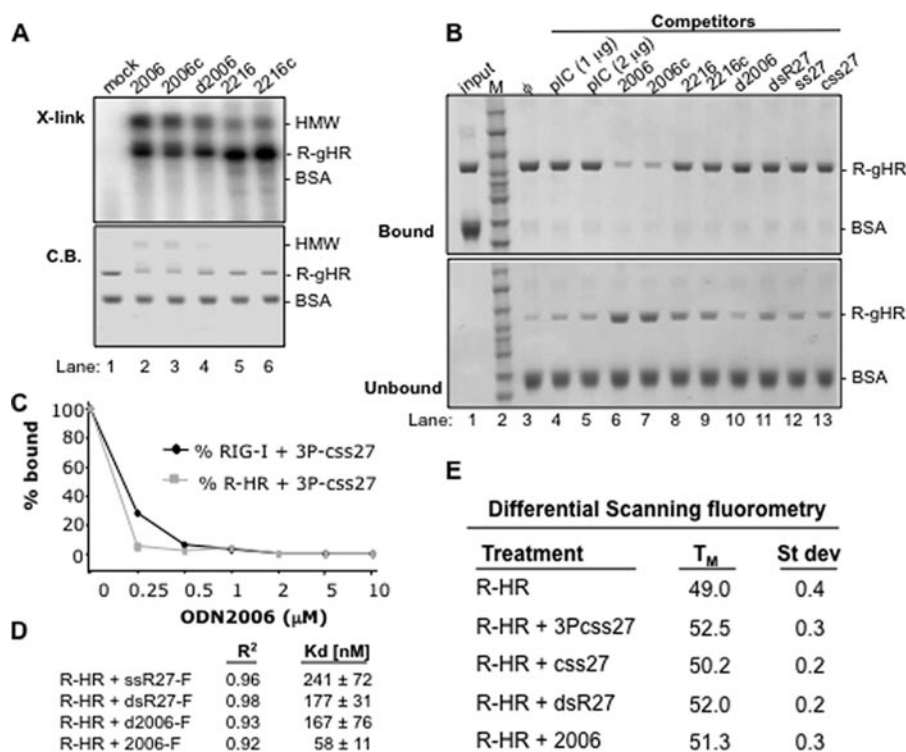 A
mock
2006
2006c
d2006
2216
2216c
X-link
HMW
R-gHR
BSA
C.B.
HMW
R-gHR
BSA
Lane: 1 2 3 4 5 6
B
Competitors
input
M
ϕ
pIC (1 μg)
pIC (2 μg)
2006
2006c
2216
2216c
d2006
dsR27
ss27
css27
R-gHR
BSA
Bound
R-gHR
BSA
Unbound
Lane: 1 2 3 4 5 6 7 8 9 10 11 12 13
C
% bound
100
80
60
40
20
0
% RIG-I + 3P-css27
% R-HR + 3P-css27
0 0.25 0.5 1 2 5 10
ODN2006 (μM)
D
R² Kd [nM]
R-HR + ssR27-F 0.96 241 ± 72
R-HR + dsR27-F 0.98 177 ± 31
R-HR + d2006-F 0.93 167 ± 76
R-HR + 2006-F 0.92 58 ± 11
E
Differential Scanning fluorometry
Treatment TM St dev
R-HR 49.0 0.4
R-HR + 3Pcss27 52.5 0.3
R-HR + css27 50.2 0.2
R-HR + dsR27 52.0 0.2
R-HR + 2006 51.3 0.3